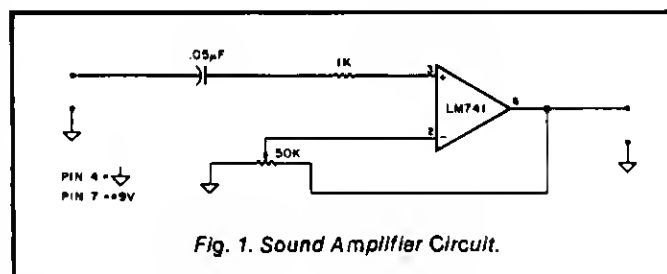 .05µF
1K
3
+
LM741
6
2
−
50K
PIN 4 =
PIN 7 = +9V
Fig. 1. Sound Amplifier Circuit.